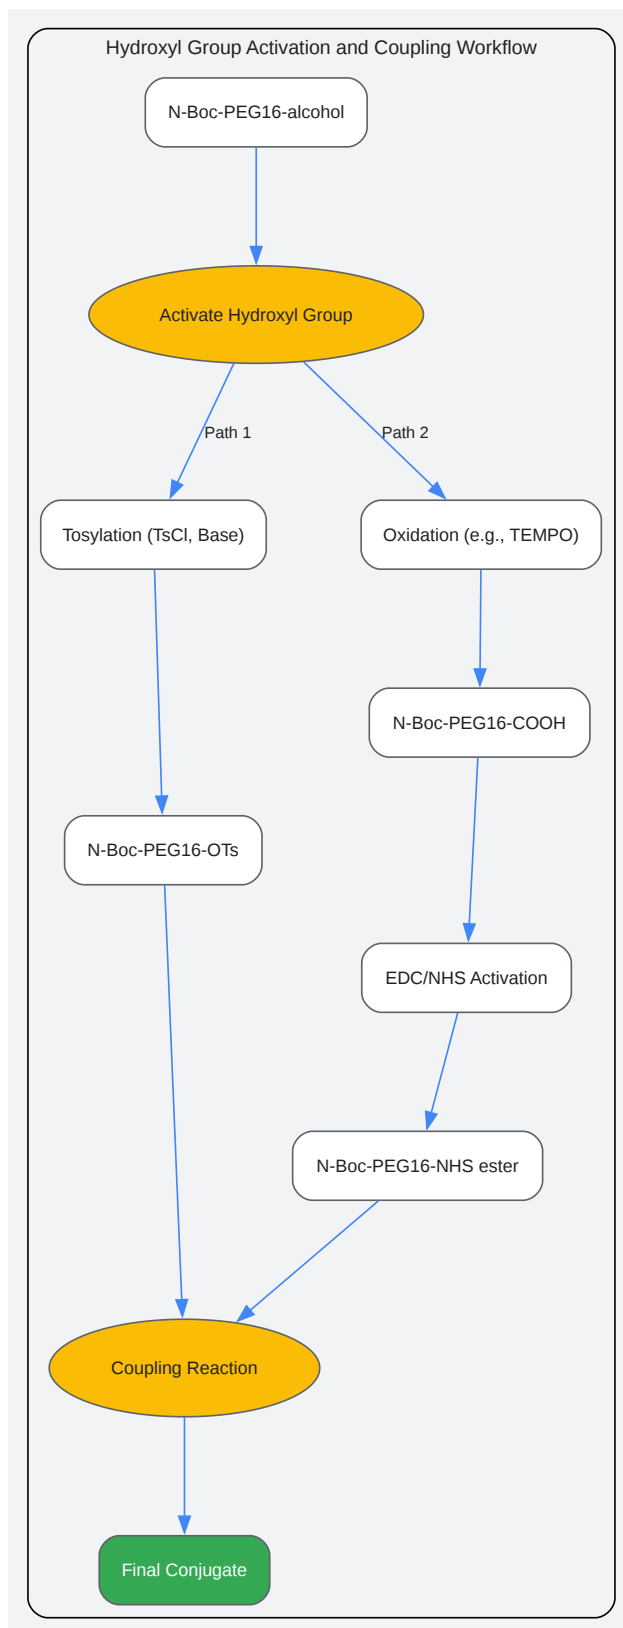 Hydroxyl Group Activation and Coupling Workflow
N-Boc-PEG16-alcohol
Activate Hydroxyl Group
Path 1
Path 2
Tosylation (TsCl, Base)
Oxidation (e.g., TEMPO)
N-Boc-PEG16-COOH
N-Boc-PEG16-OTs
EDC/NHS Activation
N-Boc-PEG16-NHS ester
Coupling Reaction
Final Conjugate